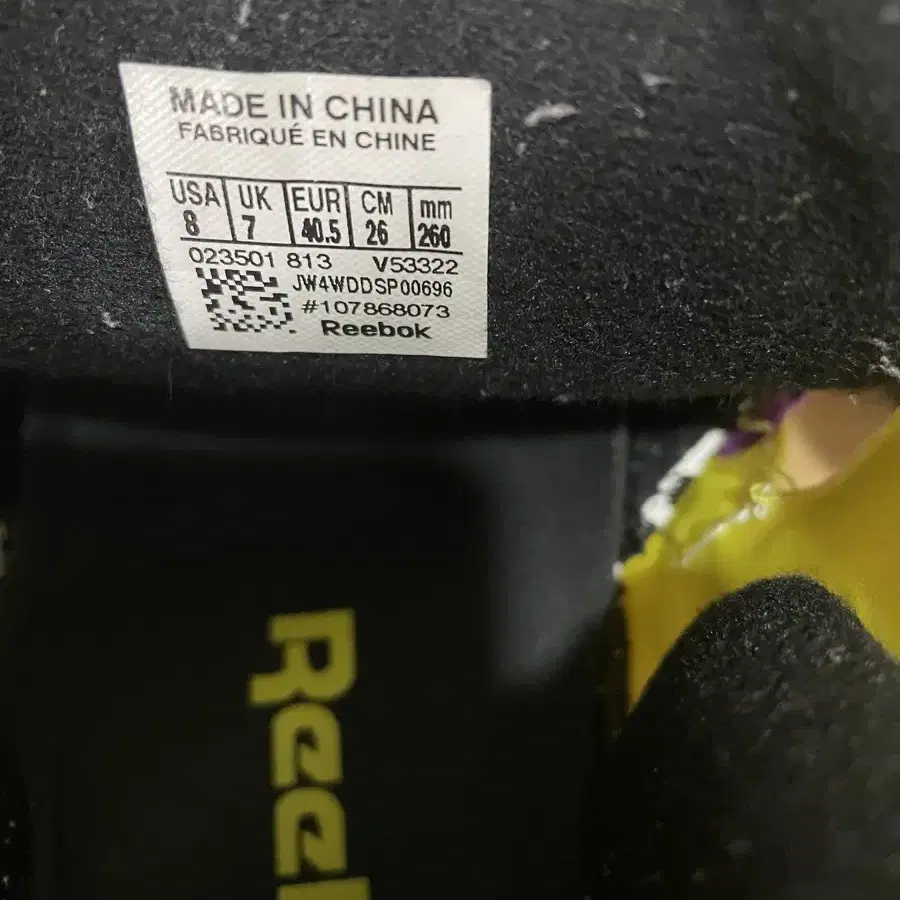 MADE IN CHINA
FABRIQUÉ EN CHINE
USA UK EUR CM mm
8 7 40.5 26 260
023501 813 V53322
JW4WDDSP00696
#107868073
Reebok
Reeb